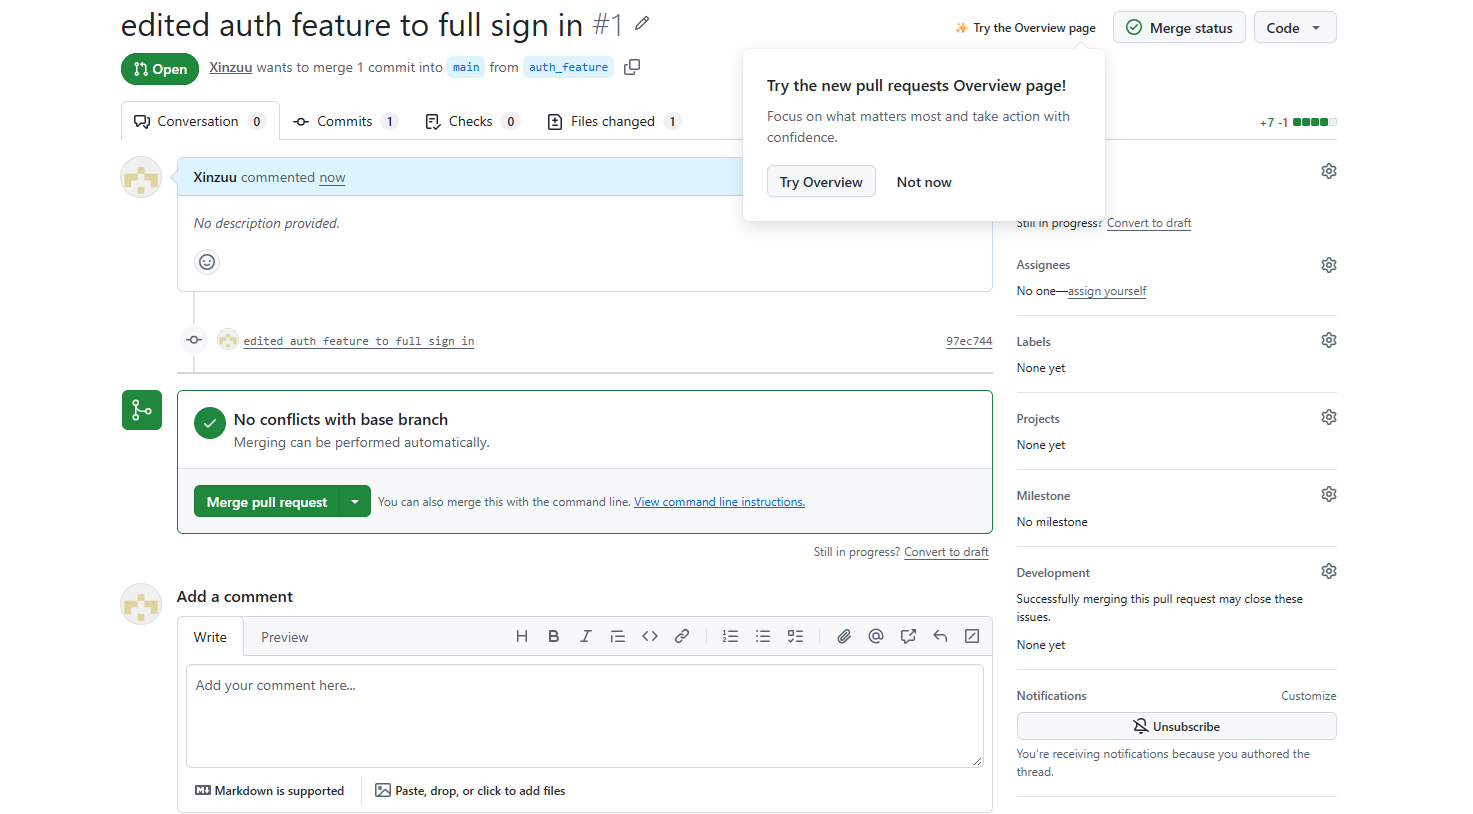 edited auth feature to full sign in #1
Try the Overview page
Merge status
Code
Open
Xinzuu wants to merge 1 commit into main from auth_feature
Try the new pull requests Overview page!
Focus on what matters most and take action with
confidence.
Try Overview
Not now
Conversation 0
Commits 1
Checks 0
Files changed 1
+7 -1
Xinzuu commented now
No description provided.
Still in progress? Convert to draft
Assignees
No one—assign yourself
edited auth feature to full sign in
97ec744
Labels
None yet
No conflicts with base branch
Merging can be performed automatically.
Projects
None yet
Merge pull request
You can also merge this with the command line. View command line instructions.
Milestone
No milestone
Still in progress? Convert to draft
Development
Successfully merging this pull request may close these
issues.
None yet
Add a comment
Write
Preview
Add your comment here...
Markdown is supported
Paste, drop, or click to add files
Notifications
Customize
Unsubscribe
You're receiving notifications because you authored the
thread.